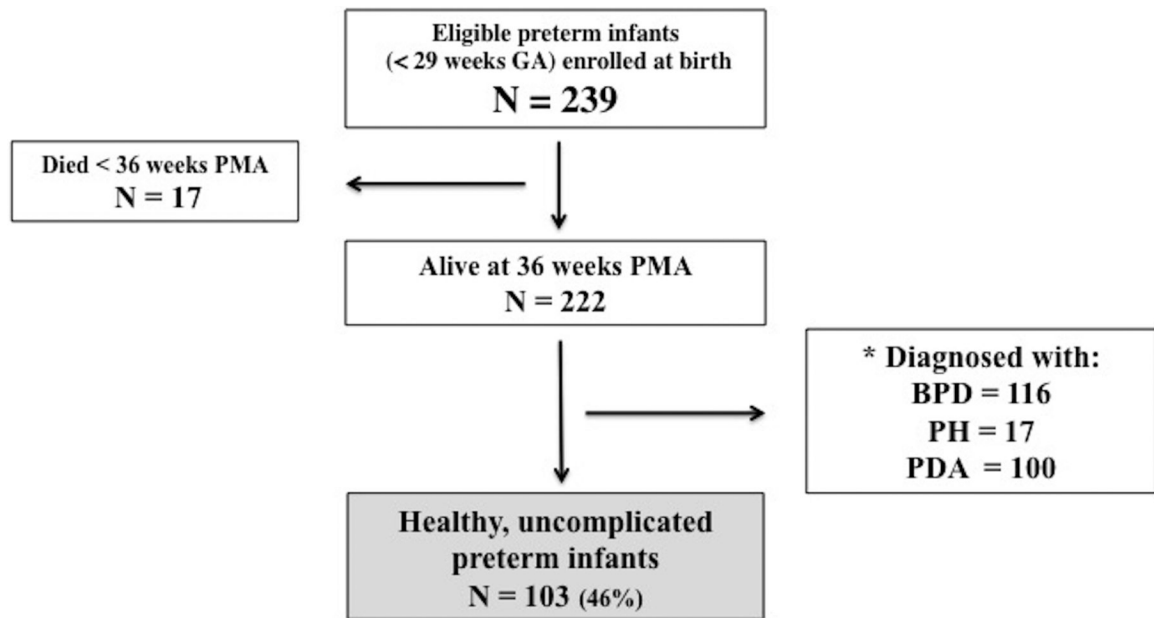 Eligible preterm infants
(< 29 weeks GA) enrolled at birth
N = 239
Died < 36 weeks PMA
N = 17
Alive at 36 weeks PMA
N = 222
* Diagnosed with:
BPD = 116
PH = 17
PDA = 100
Healthy, uncomplicated
preterm infants
N = 103 (46%)